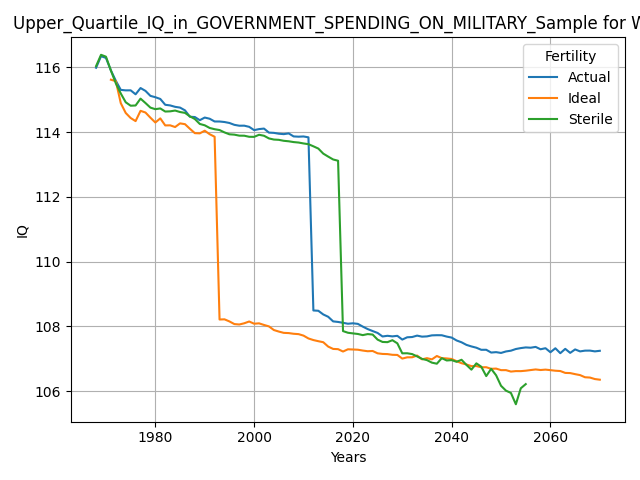 Upper_Quartile_IQ_in_GOVERNMENT_SPENDING_ON_MILITARY_Sample for W
Fertility
Actual
Ideal
Sterile
IQ
116
114
112
110
108
106
1980
2000
2020
2040
2060
Years